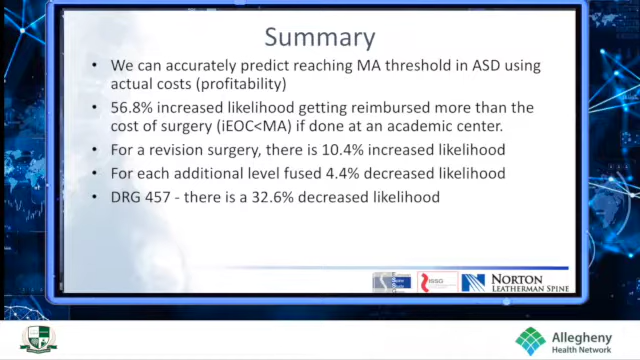 Summary
• We can accurately predict reaching MA threshold in ASD using
actual costs (profitability)
• 56.8% increased likelihood getting reimbursed more than the
cost of surgery (iEOC<MA) if done at an academic center.
• For a revision surgery, there is 10.4% increased likelihood
• For each additional level fused 4.4% decreased likelihood
• DRG 457 - there is a 32.6% decreased likelihood
ISSG
NORTON
LEATHERMAN SPINE
Allegheny
Health Network